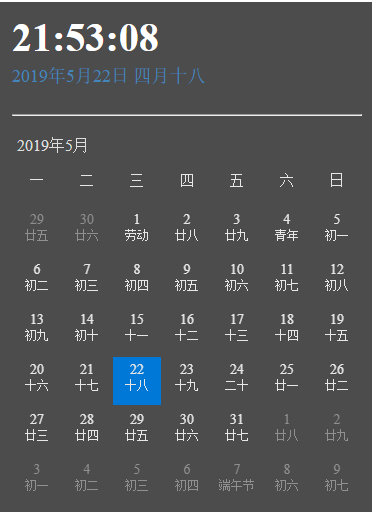 21:53:08
2019年5月22日 四月十八
2019年5月
一 二 三 四 五 六 日
29 30 1 2 3 4 5
廿五 廿六 劳动 廿八 廿九 青年 初一
6 7 8 9 10 11 12
初二 初三 初四 初五 初六 初七 初八
13 14 15 16 17 18 19
初九 初十 十一 十二 十三 十四 十五
20 21 22 23 24 25 26
十六 十七 十八 十九 二十 廿一 廿二
27 28 29 30 31 1 2
廿三 廿四 廿五 廿六 廿七 廿八 廿九
3 4 5 6 7 8 9
初一 初二 初三 初四 端午节 初六 初七